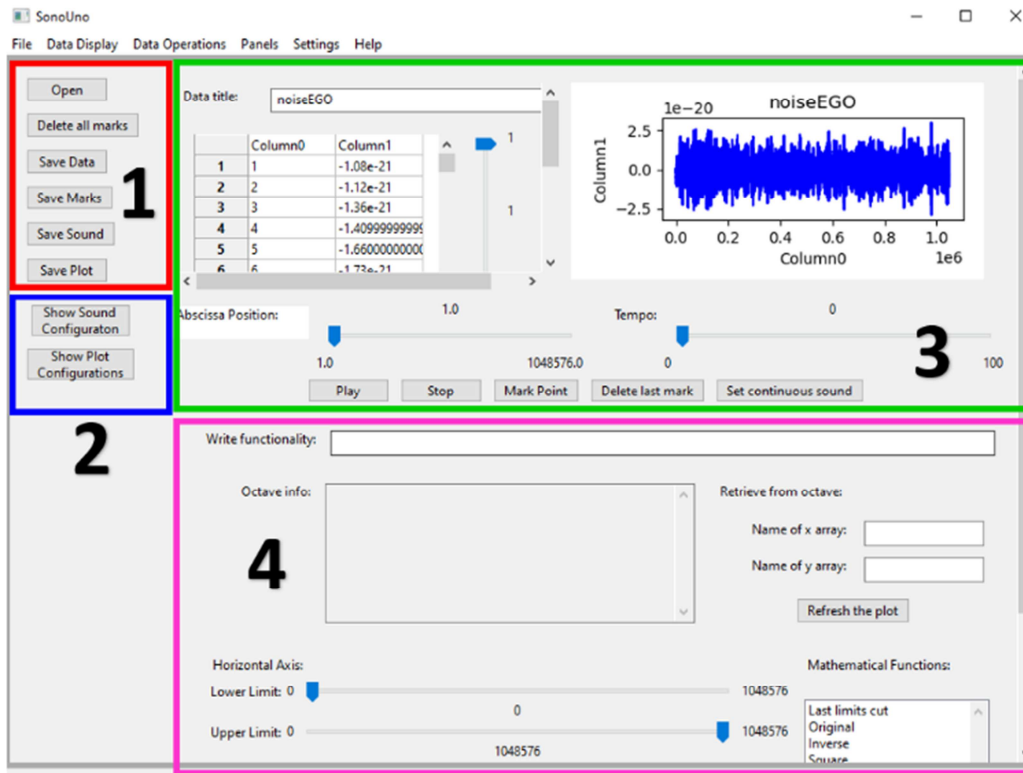 SonoUno
File Data Display Data Operations Panels Settings Help
Open
Delete all marks
Save Data
Save Marks
Save Sound
Save Plot
1
Show Sound
Configuraton
Show Plot
Configurations
2
Data title: noiseEGO
Column0 Column1
1 1 -1.08e-21
2 2 -1.12e-21
3 3 -1.36e-21
4 4 -1.40999999999
5 5 -1.66000000000
6 6 -1.73e-21
1
1
1e-20 noiseEGO
Column1
2.5
0.0
−2.5
0.0 0.2 0.4 0.6 0.8 1.0
Column0 1e6
Abscissa Position: 1.0
1.0 1048576.0
Tempo: 0
0 100
3
Play Stop Mark Point Delete last mark Set continuous sound
Write functionality:
Octave info:
4
Retrieve from octave:
Name of x array:
Name of y array:
Refresh the plot
Horizontal Axis:
Lower Limit: 0 1048576
0
Upper Limit: 0 1048576
1048576
Mathematical Functions:
Last limits cut
Original
Inverse
Square